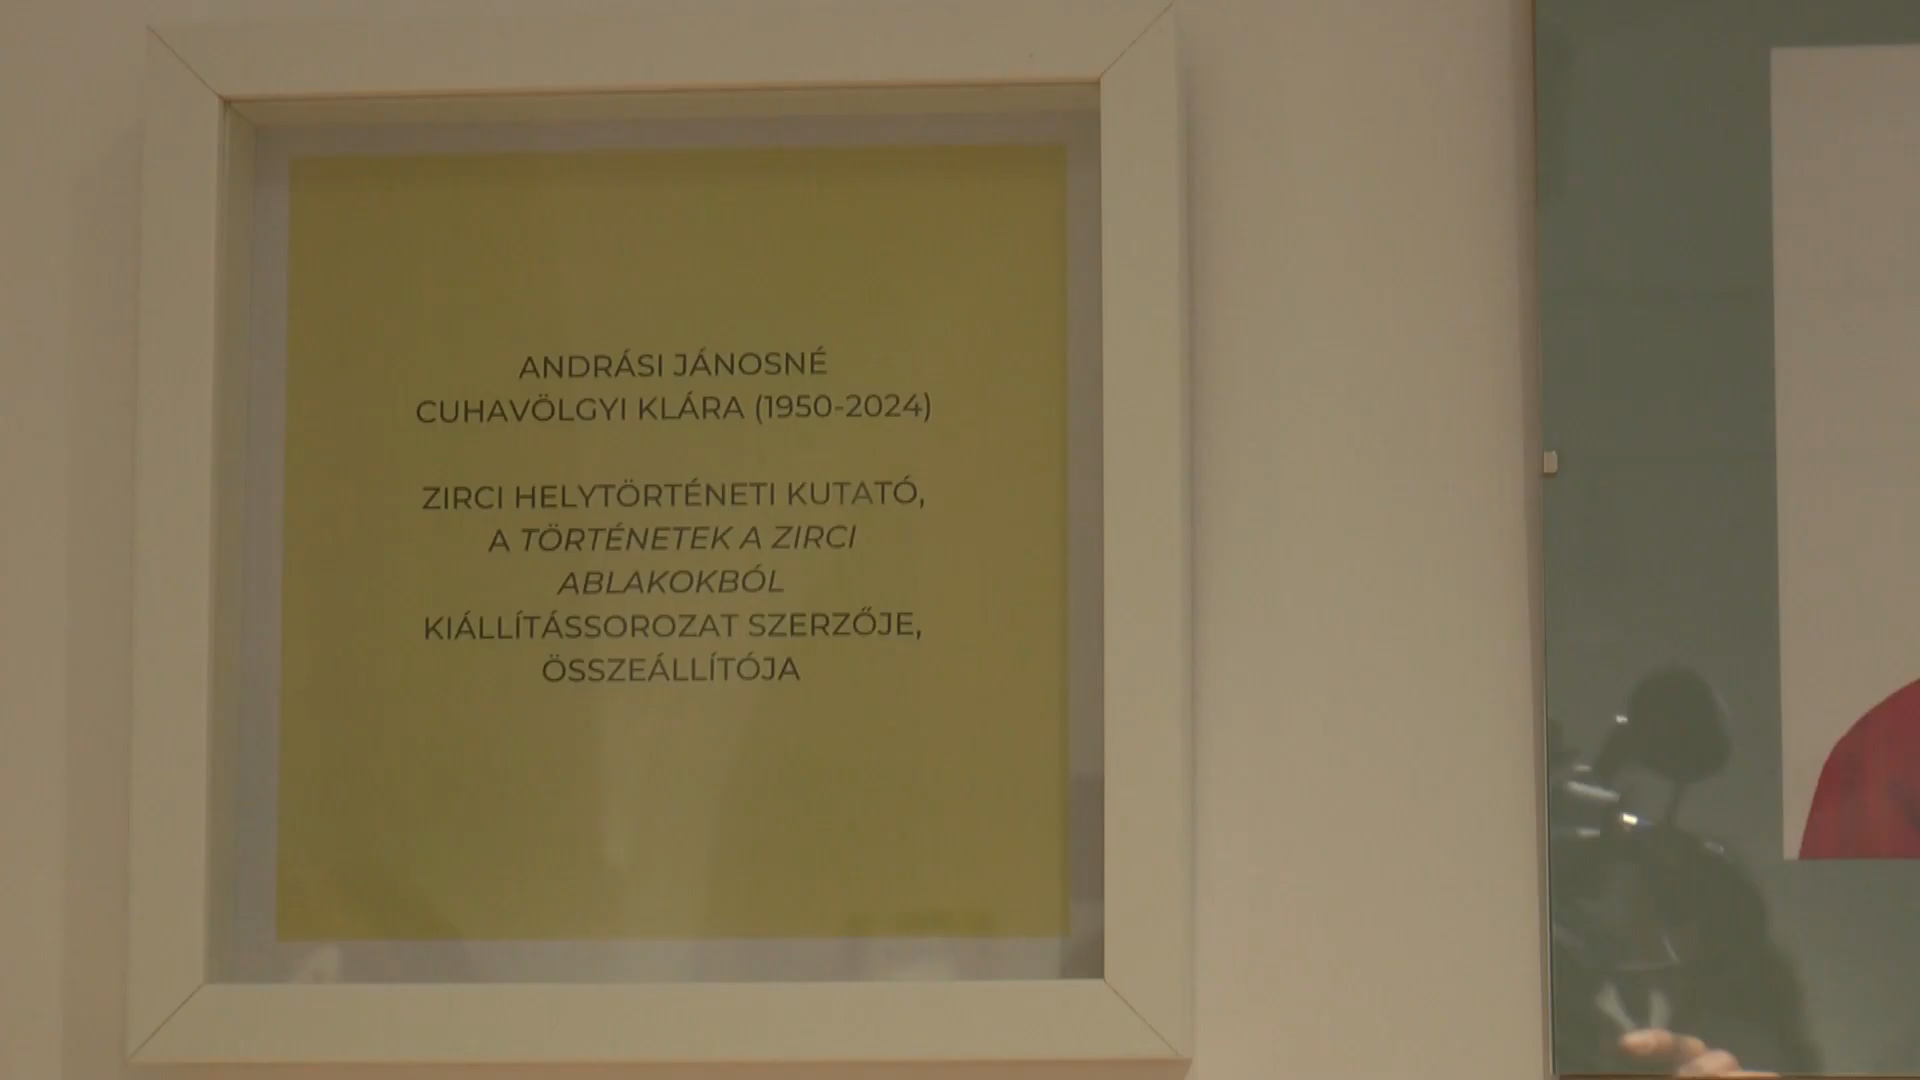 ANDRÁSI JÁNOSNÉ
CUHAVÖLGYI KLÁRA (1950-2024)
ZIRCI HELYTÖRTÉNETI KUTATÓ,
A TÖRTÉNETEK A ZIRCI
ABLAKOKBÓL
KIÁLLÍTÁSSOROZAT SZERZŐJE,
ÖSSZEÁLLÍTÓJA